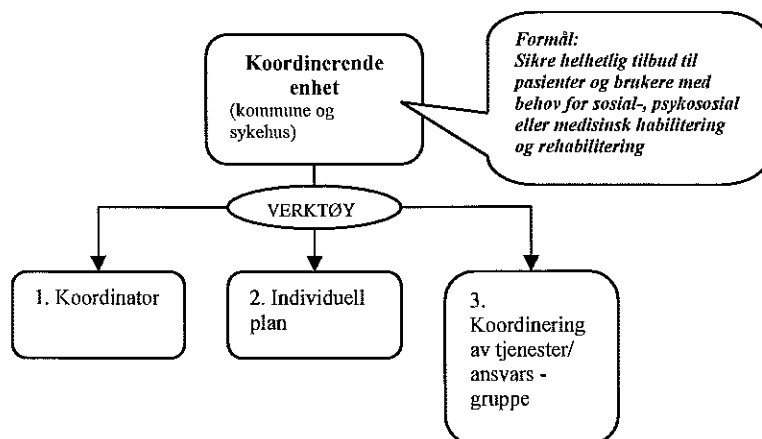 Koordinerende
enhet
(kommune og
sykehus)
Formål:
Sikre helhetlig tilbud til
pasienter og brukere med
behov for sosial-, psykososial
eller medisinsk habilitering
og rehabilitering
VERKTØY
1. Koordinator
2. Individuell
plan
3.
Koordinering
av tjenester/
ansvars -
gruppe